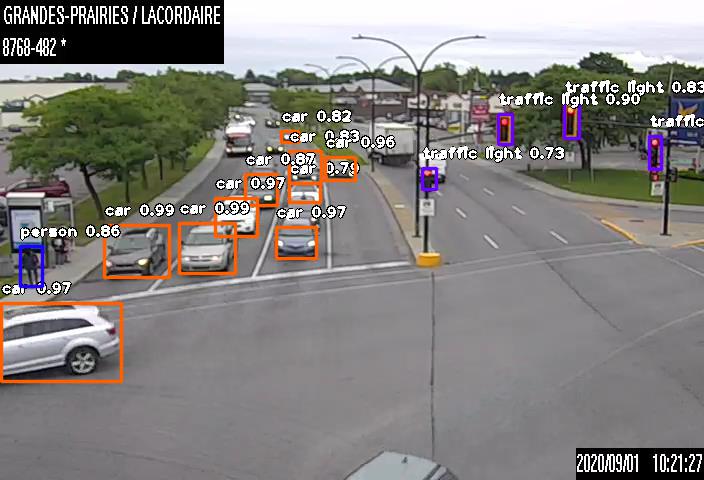 GRANDES-PRAIRIES / LACORDAIRE
8768-482 *
traffic light 0.83
traffic light 0.90
car 0.82
traffic
car 0.83
car 0.96
traffic light 0.73
car 0.87
car 0.79
car 0.97
car 0.99
car 0.99
car 0.97
person 0.86
car 0.97
2020/09/01 10:21:27